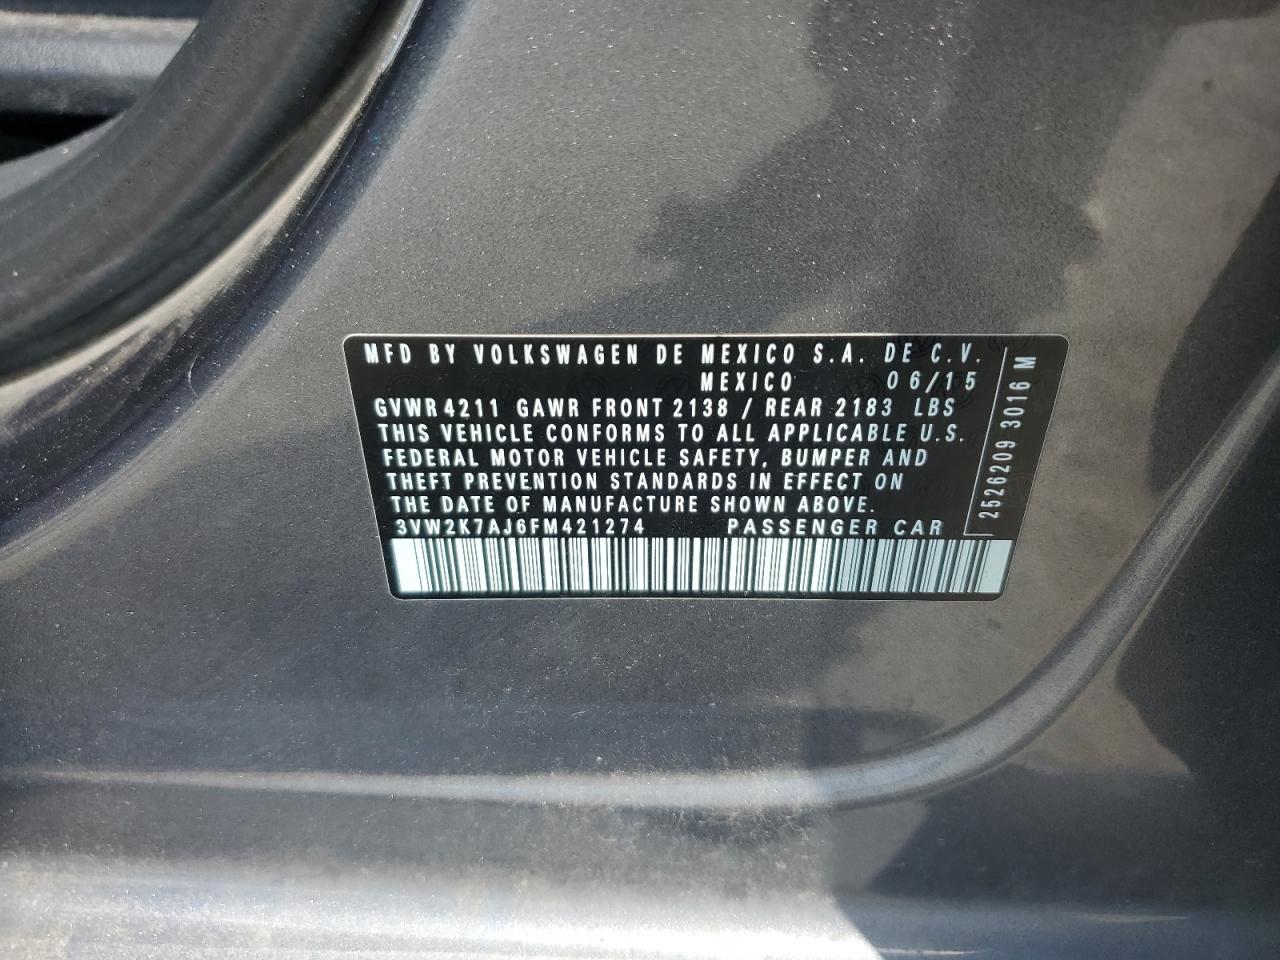 MFD BY VOLKSWAGEN DE MEXICO S.A. DE C.V.
MEXICO 06/15
GVWR 4211 GAWR FRONT 2138 / REAR 2183 LBS
THIS VEHICLE CONFORMS TO ALL APPLICABLE U.S.
FEDERAL MOTOR VEHICLE SAFETY, BUMPER AND
THEFT PREVENTION STANDARDS IN EFFECT ON
THE DATE OF MANUFACTURE SHOWN ABOVE.
3VW2K7AJ6FM421274 PASSENGER CAR
2526209 3016 M